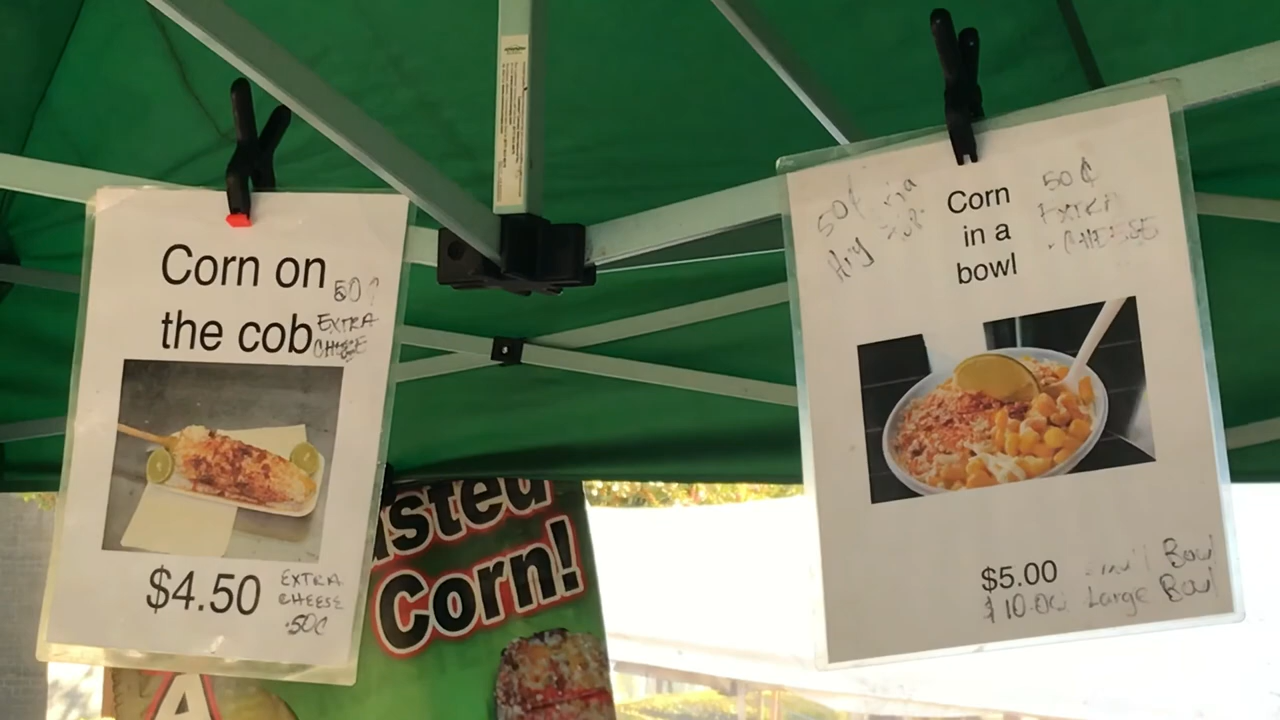 Corn on
the cob
50¢
EXTRA
CHEESE
$4.50
EXTRA
CHEESE
.50¢
50¢
Corn
in a
bowl
50¢
EXTRA
CHEESE
$5.00 Bowl
$10.00 Large Bowl
Corn!
A